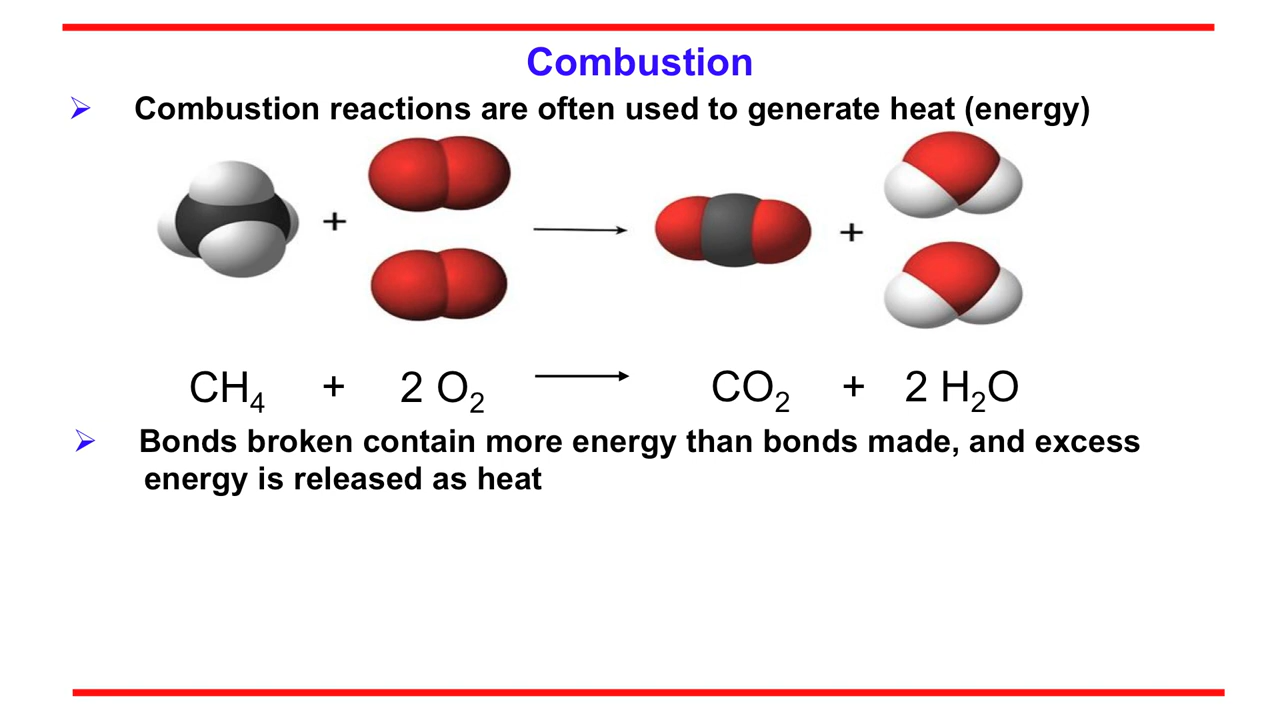 Combustion
➢ Combustion reactions are often used to generate heat (energy)
+ +
CH₄ + 2 O₂ → CO₂ + 2 H₂O
➢ Bonds broken contain more energy than bonds made, and excess
energy is released as heat